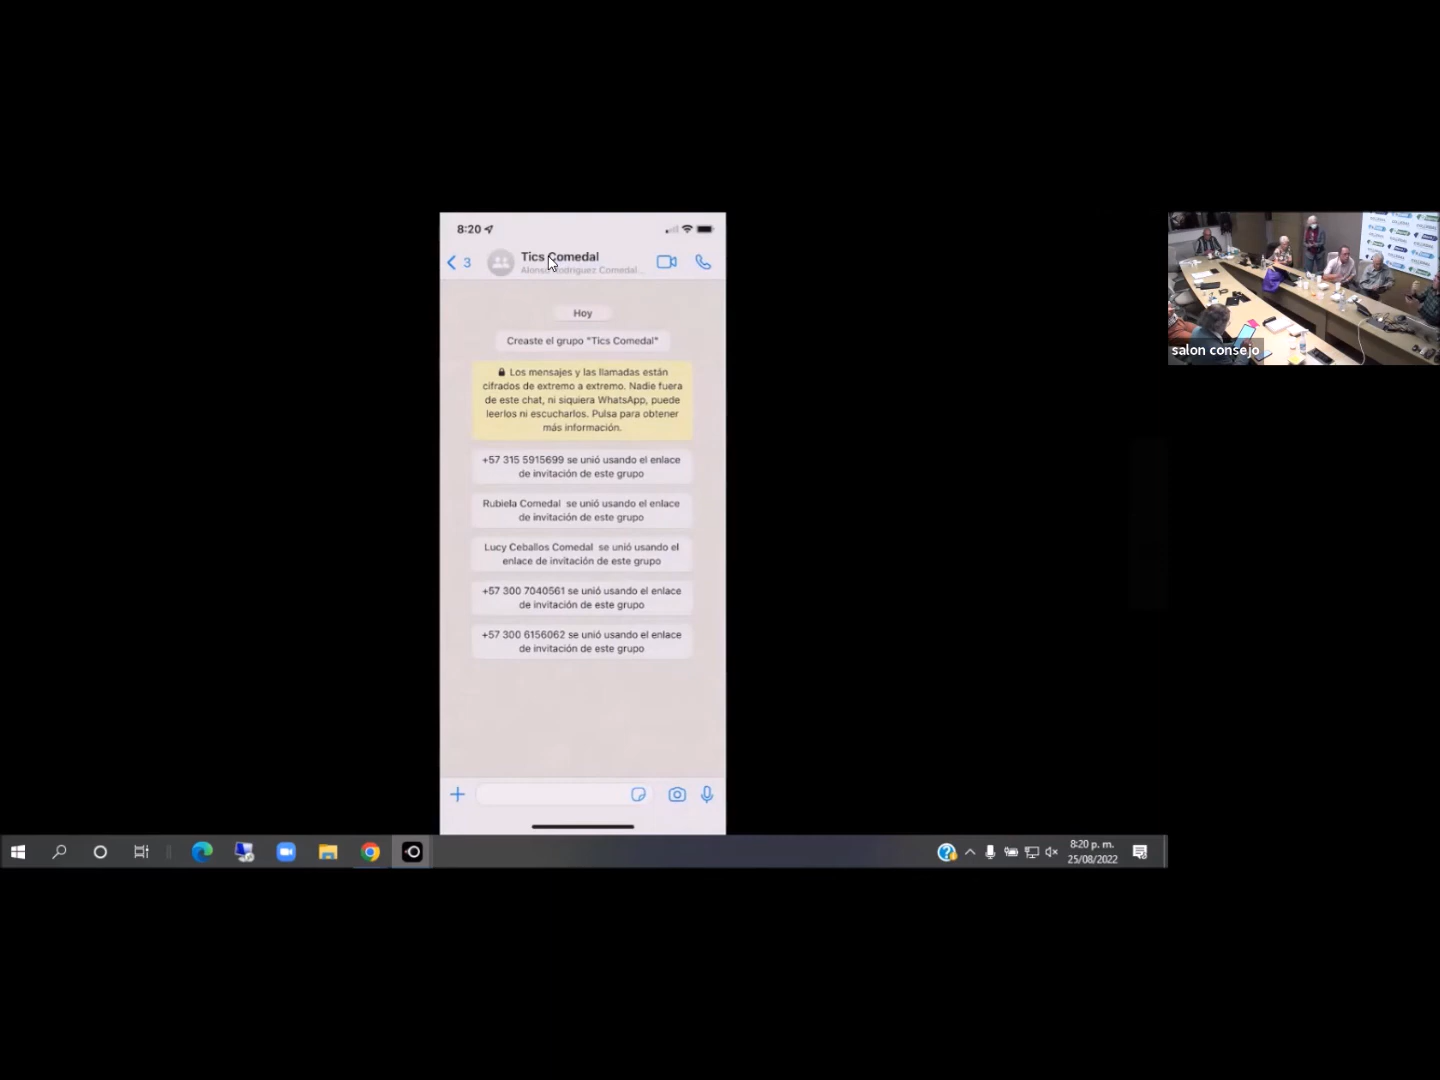 8:20
3
Tics Comedal
Alonso Rodriguez Comedal...
Hoy
Creaste el grupo "Tics Comedal"
Los mensajes y las llamadas están
cifrados de extremo a extremo. Nadie fuera
de este chat, ni siquiera WhatsApp, puede
leerlos ni escucharlos. Pulsa para obtener
más información.
+57 315 5915699 se unió usando el enlace
de invitación de este grupo
Rubiela Comedal se unió usando el enlace
de invitación de este grupo
Lucy Ceballos Comedal se unió usando el
enlace de invitación de este grupo
+57 300 7040561 se unió usando el enlace
de invitación de este grupo
+57 300 6156062 se unió usando el enlace
de invitación de este grupo
salon consejo
8:20 p. m.
25/08/2022